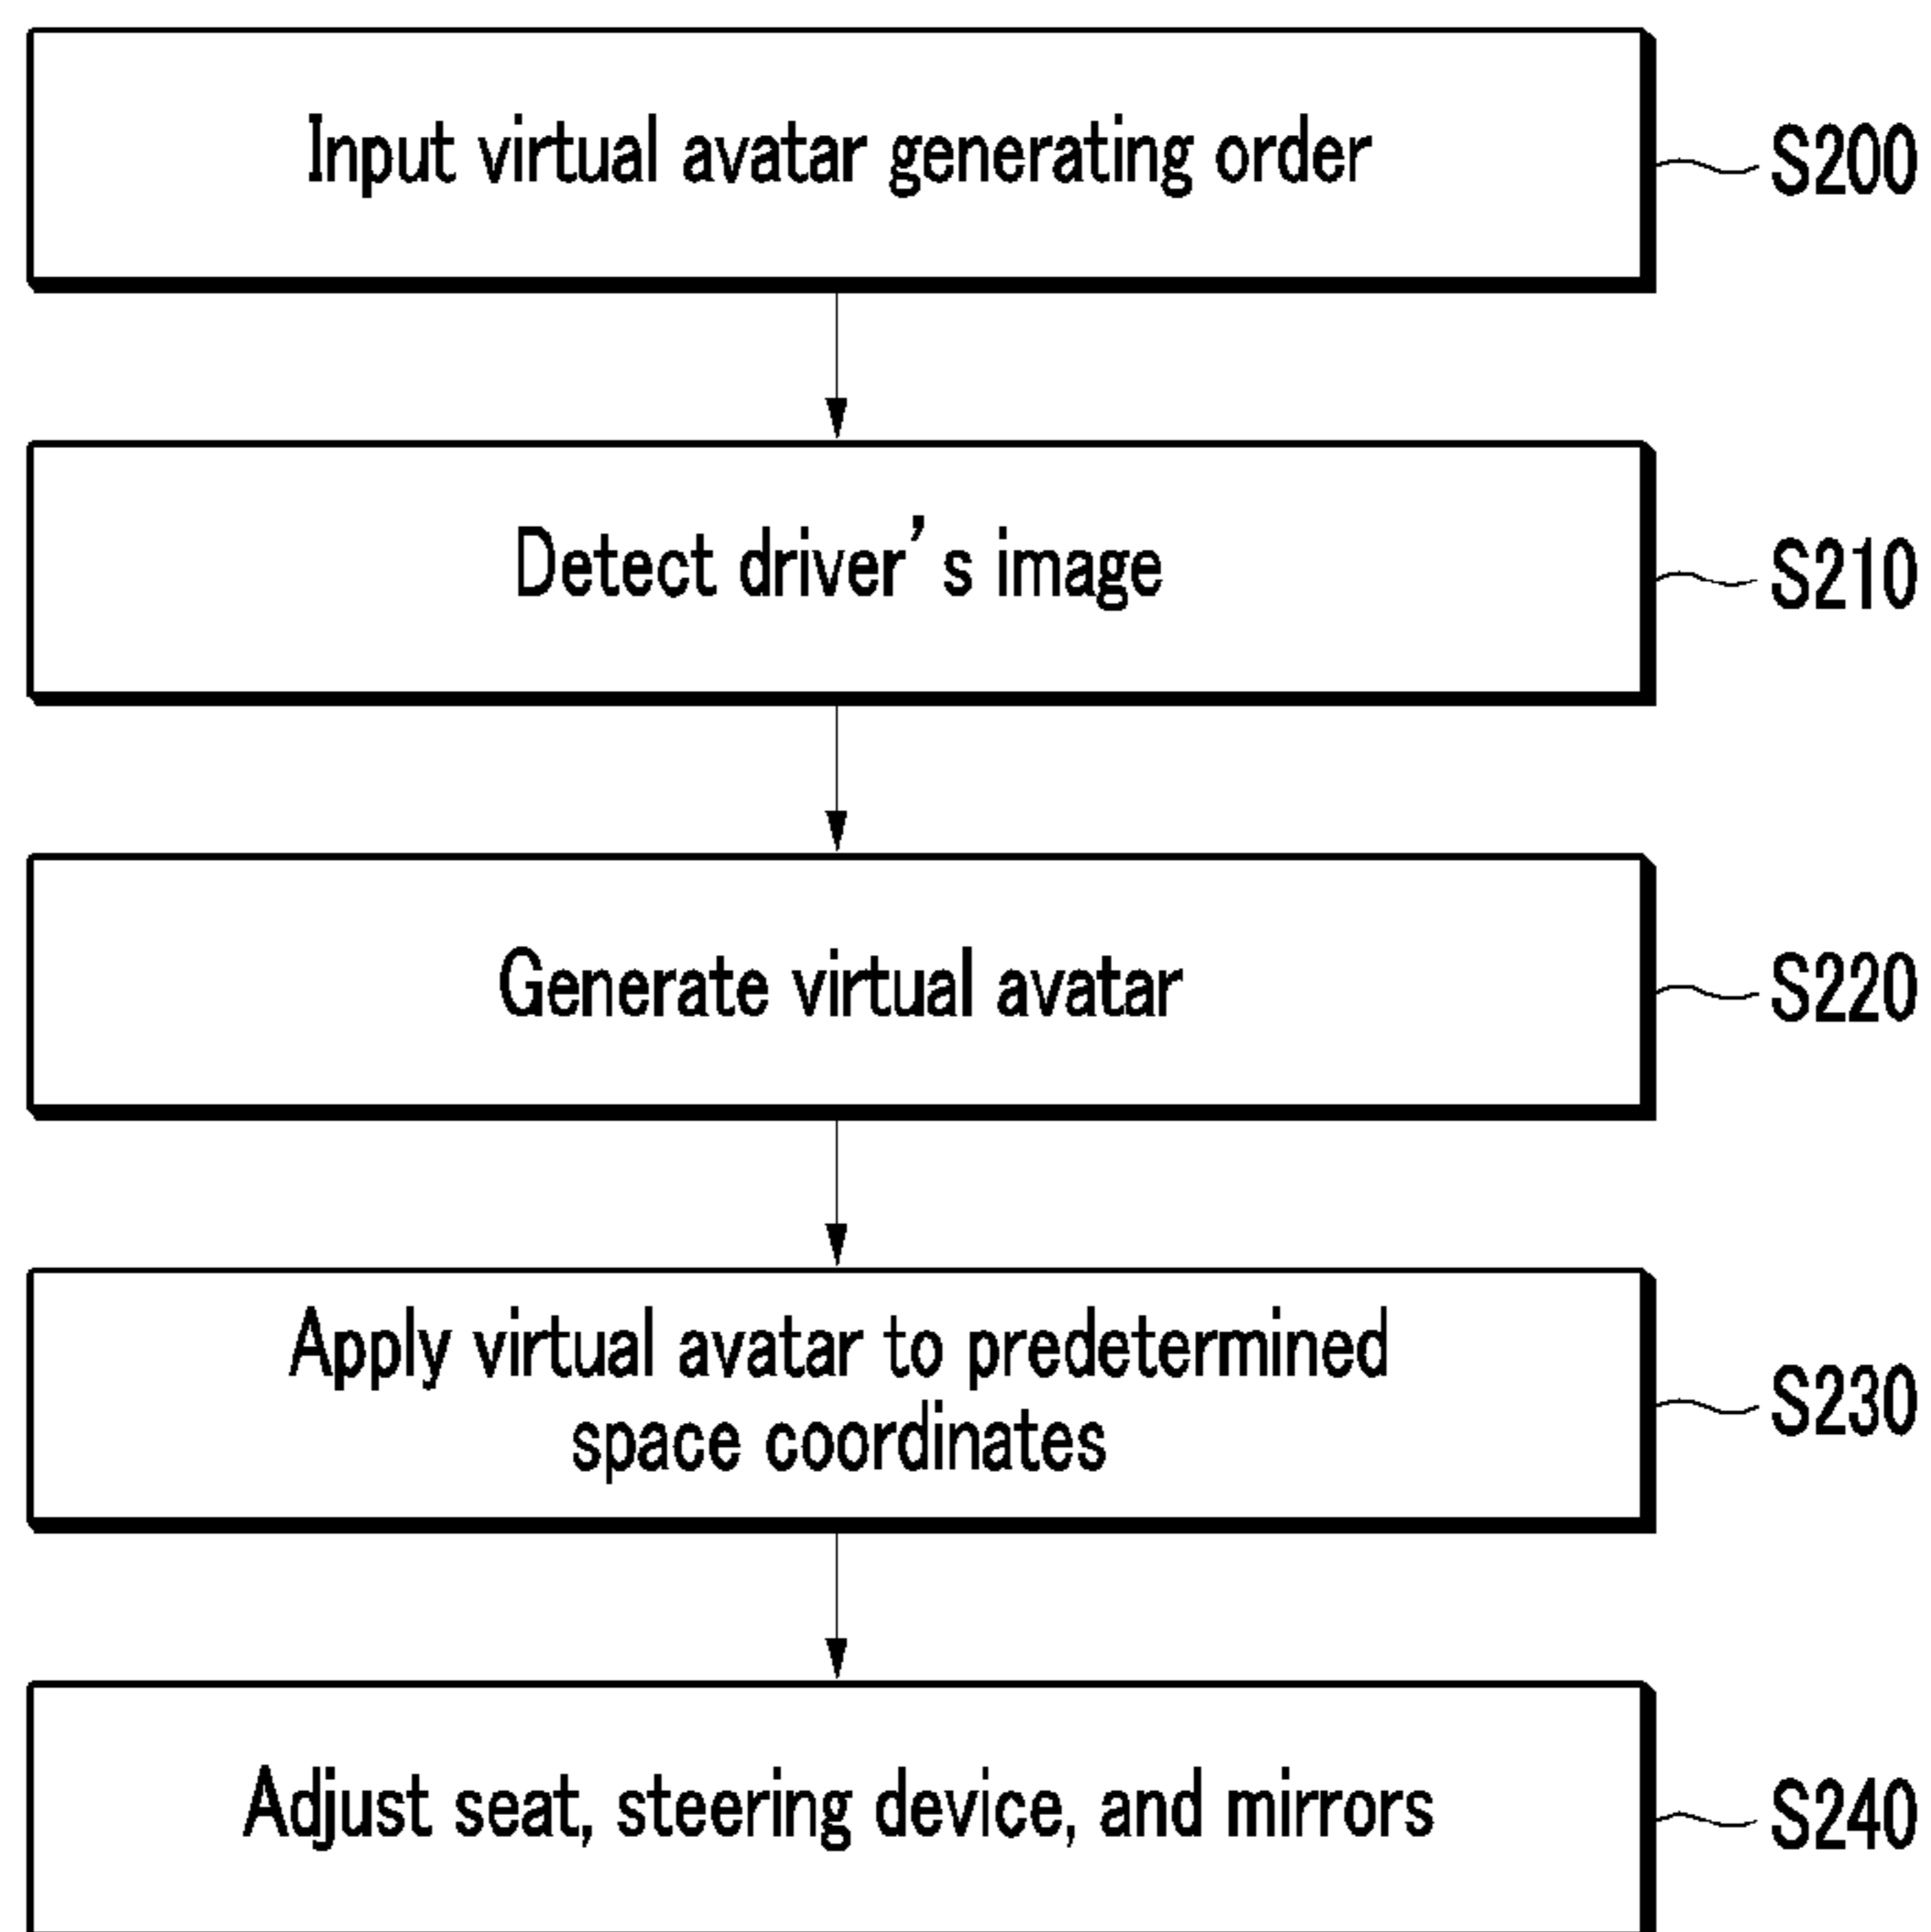 Input virtual avatar generating order
S200
Detect driver's image
S210
Generate virtual avatar
S220
Apply virtual avatar to predetermined
space coordinates
S230
Adjust seat, steering device, and mirrors
S240